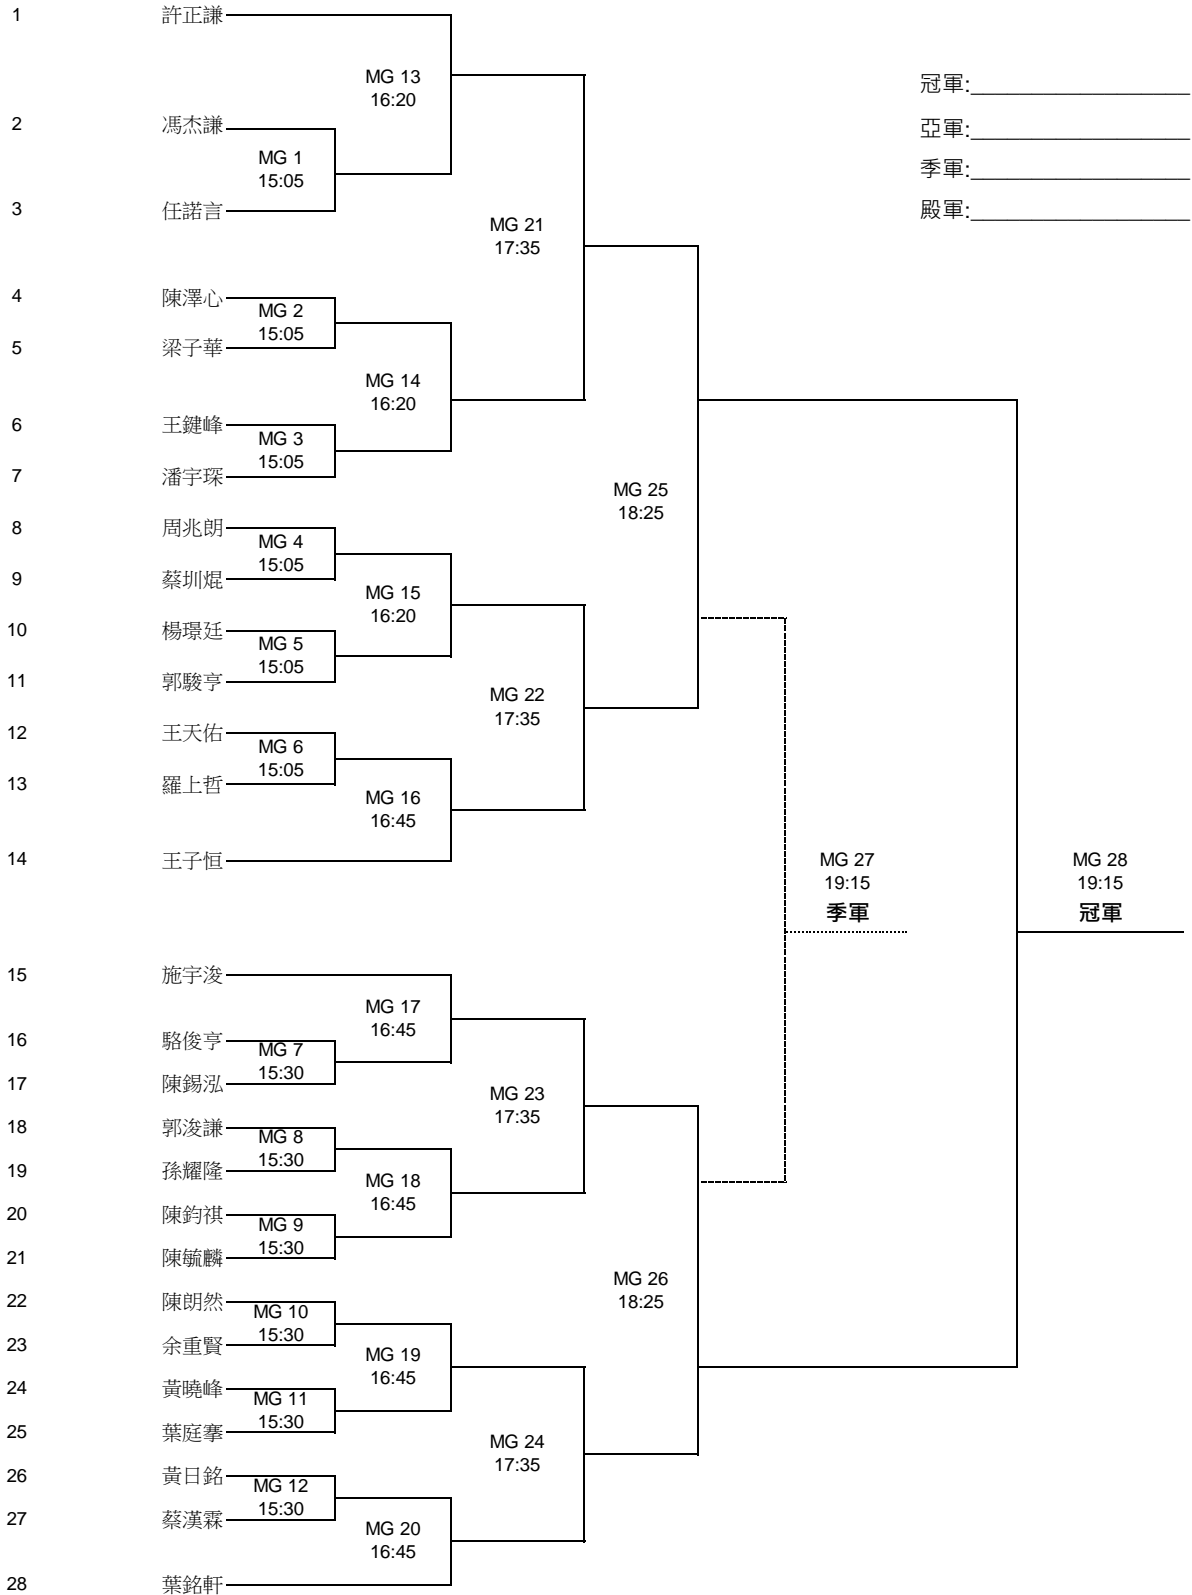 1 許正謙
MG 13
16:20
冠軍:____________________
2 馮杰謙
亞軍:____________________
MG 1
15:05
季軍:____________________
3 任諾言
殿軍:____________________
MG 21
17:35
4 陳澤心
MG 2
15:05
5 梁子華
MG 14
16:20
6 王鍵峰
MG 3
15:05
7 潘宇琛
MG 25
18:25
8 周兆朗
MG 4
15:05
9 蔡圳焜
MG 15
16:20
10 楊璟廷
MG 5
15:05
11 郭駿亨
MG 22
17:35
12 王天佑
MG 6
15:05
13 羅上哲
MG 16
16:45
14 王子恒
MG 27
19:15
季軍
MG 28
19:15
冠軍
15 施宇浚
MG 17
16:45
16 駱俊亨
MG 7
15:30
17 陳錫泓
MG 23
17:35
18 郭浚謙
MG 8
15:30
19 孫耀隆
MG 18
16:45
20 陳鈞祺
MG 9
15:30
21 陳毓麟
MG 26
18:25
22 陳朗然
MG 10
15:30
23 余重賢
MG 19
16:45
24 黃曉峰
MG 11
15:30
25 葉庭搴
MG 24
17:35
26 黃日銘
MG 12
15:30
27 蔡漢霖
MG 20
16:45
28 葉銘軒